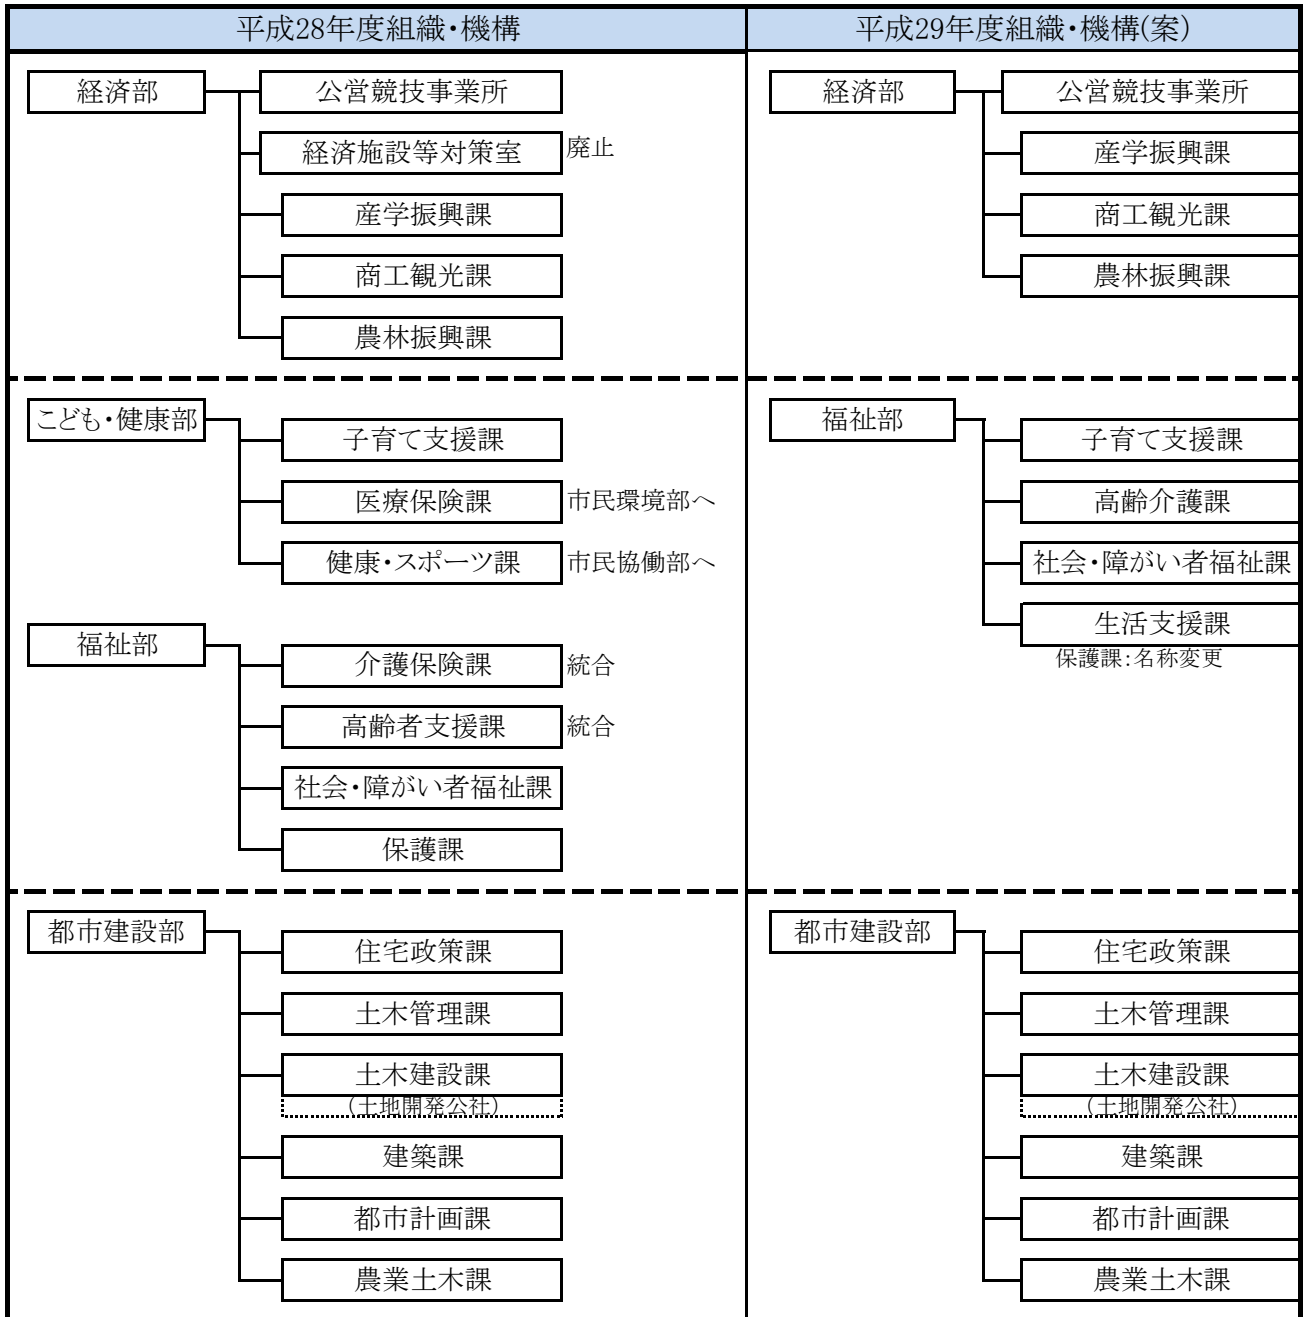 平成28年度組織・機構
経済部
公営競技事業所
経済施設等対策室
廃止
産学振興課
商工観光課
農林振興課
こども・健康部
子育て支援課
医療保険課
市民環境部へ
健康・スポーツ課
市民協働部へ
福祉部
介護保険課
統合
高齢者支援課
統合
社会・障がい者福祉課
保護課
都市建設部
住宅政策課
土木管理課
土木建設課
(土地開発公社)
建築課
都市計画課
農業土木課
平成29年度組織・機構(案)
経済部
公営競技事業所
産学振興課
商工観光課
農林振興課
福祉部
子育て支援課
高齢介護課
社会・障がい者福祉課
生活支援課
保護課:名称変更
都市建設部
住宅政策課
土木管理課
土木建設課
(土地開発公社)
建築課
都市計画課
農業土木課